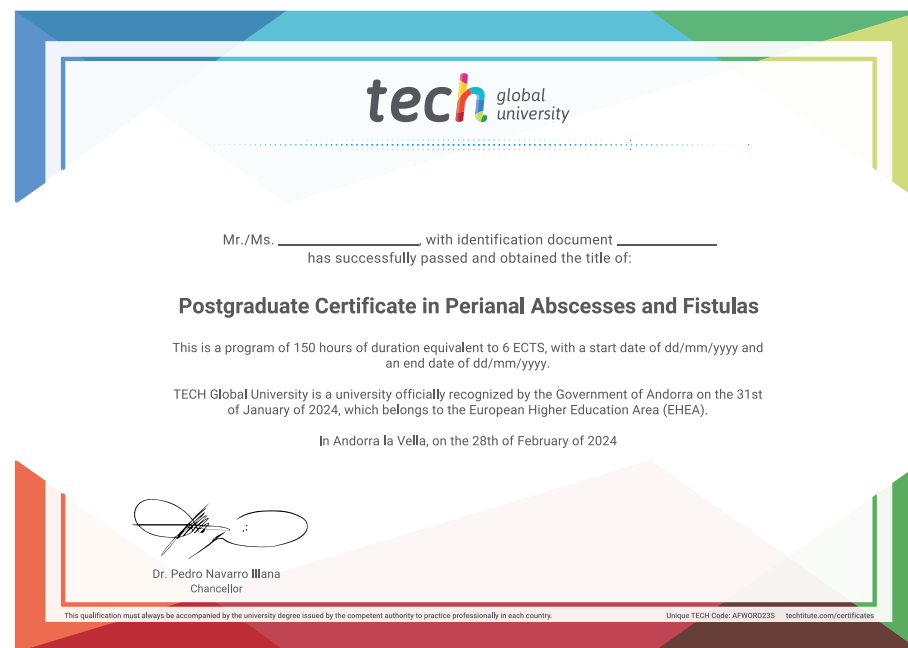 tech global university
Mr./Ms. ____________, with identification document ____________
has successfully passed and obtained the title of:
Postgraduate Certificate in Perianal Abscesses and Fistulas
This is a program of 150 hours of duration equivalent to 6 ECTS, with a start date of dd/mm/yyyy and
an end date of dd/mm/yyyy.
TECH Global University is a university officially recognized by the Government of Andorra on the 31st
of January of 2024, which belongs to the European Higher Education Area (EHEA).
In Andorra la Vella, on the 28th of February of 2024
Dr. Pedro Navarro Illana
Chancellor
This qualification must always be accompanied by the university degree issued by the competent authority to practice professionally in each country. Unique TECH Code: AFWORD23S techtitute.com/certificates